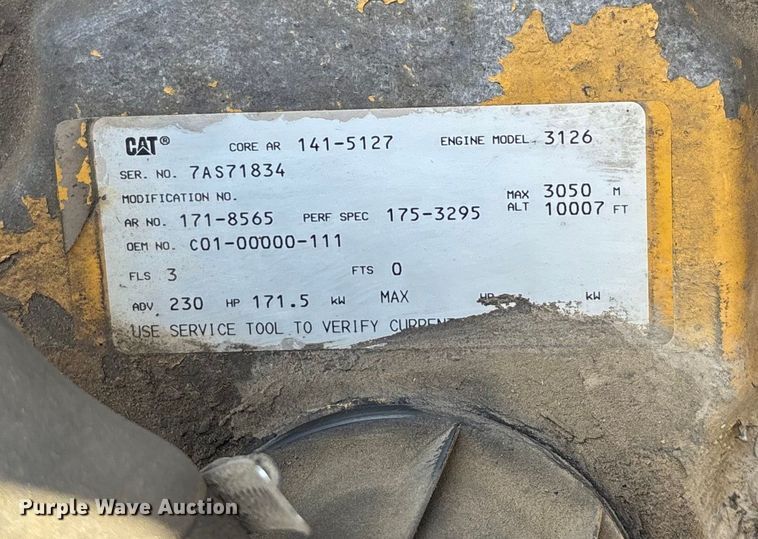 CAT® CORE AR 141-5127 ENGINE MODEL 3126
SER. NO. 7AS71834
MODIFICATION NO. MAX 3050 M
AR NO. 171-8565 PERF SPEC 175-3295 ALT 10007 FT
OEM NO. C01-00000-111
FLS 3 FTS 0
ADV 230 HP 171.5 kW MAX HP kW
USE SERVICE TOOL TO VERIFY
Purple Wave Auction